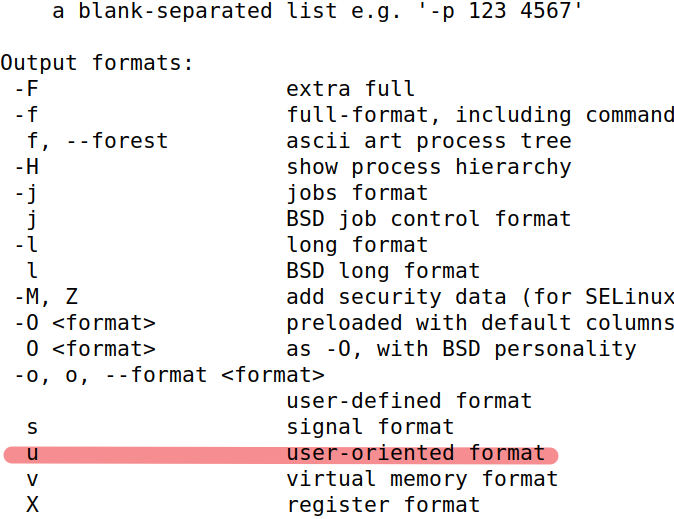 a blank-separated list e.g. '-p 123 4567'
Output formats:
-F extra full
-f full-format, including command
f, --forest ascii art process tree
-H show process hierarchy
-j jobs format
j BSD job control format
-l long format
l BSD long format
-M, Z add security data (for SELinux
-O <format> preloaded with default columns
O <format> as -O, with BSD personality
-o, o, --format <format>
user-defined format
s signal format
u user-oriented format
v virtual memory format
X register format